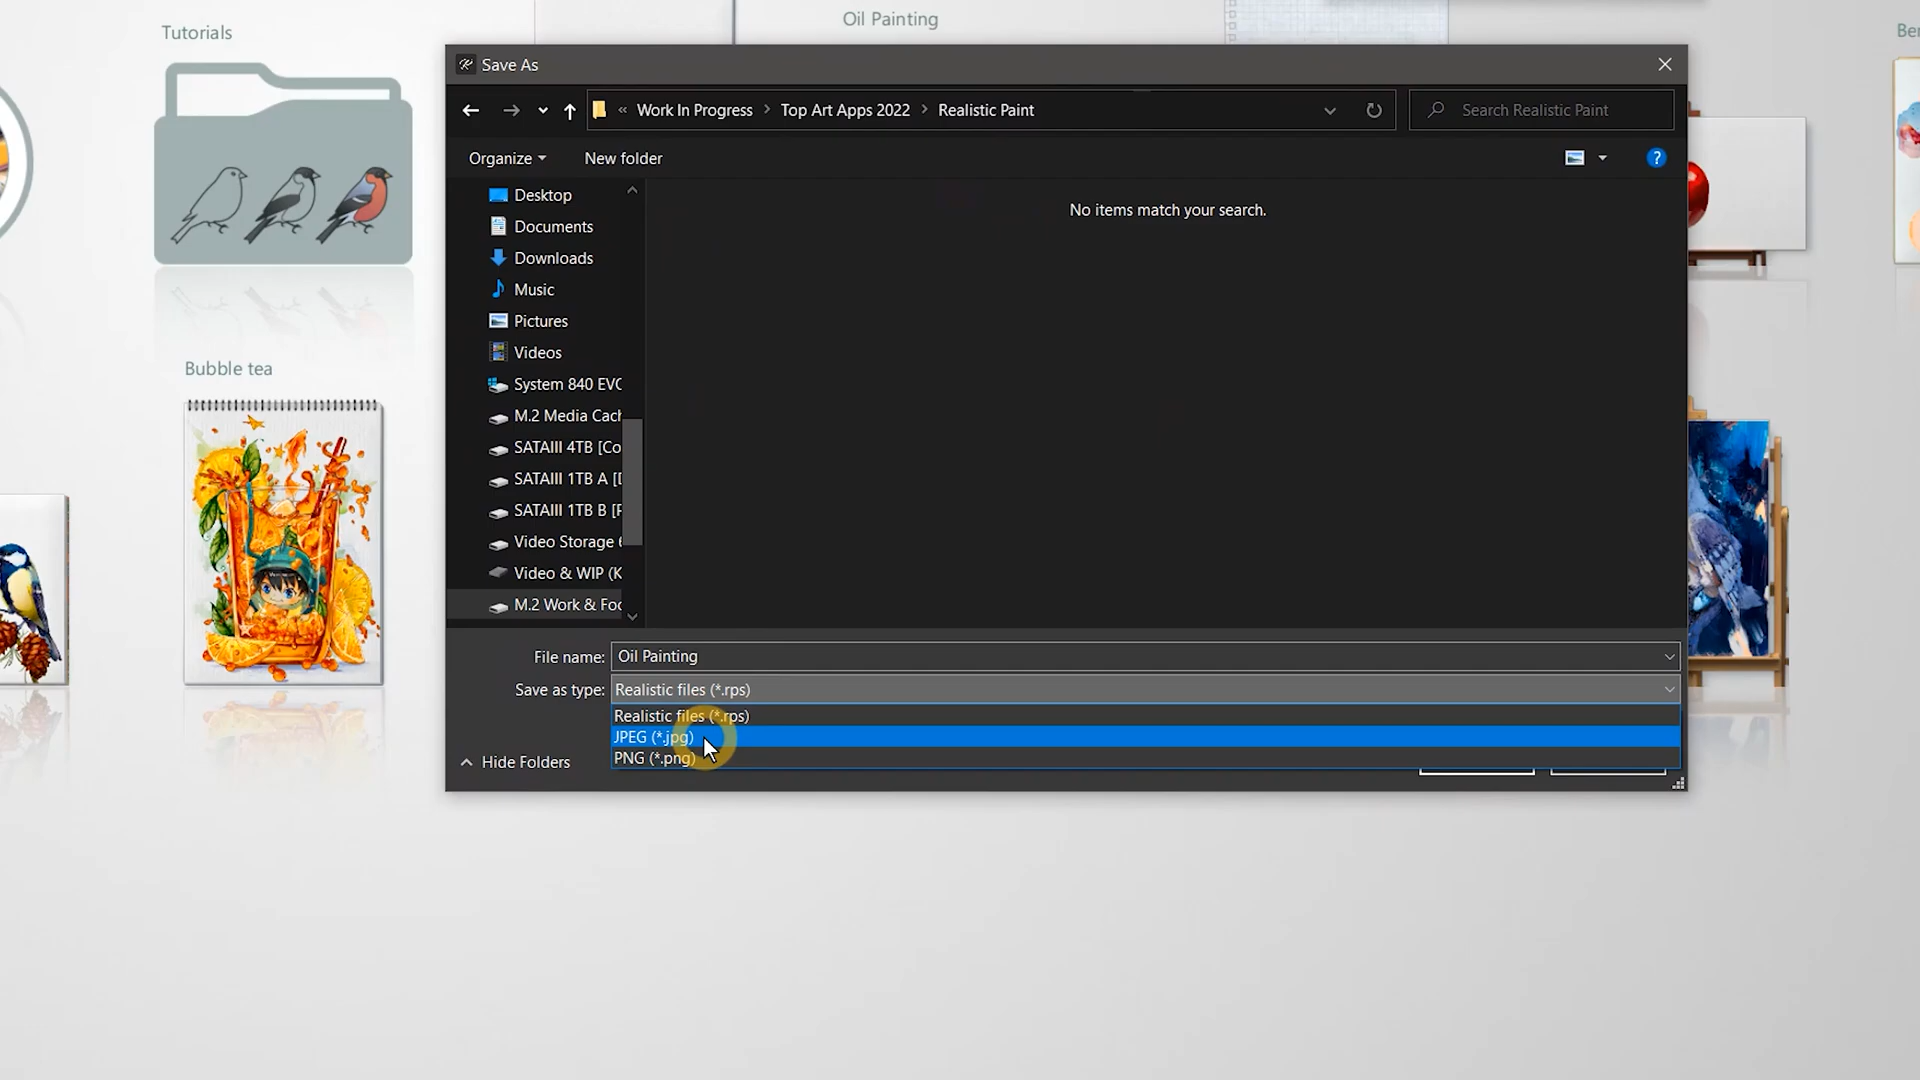 Tutorials
Oil Painting
Save As
« Work In Progress > Top Art Apps 2022 > Realistic Paint
Search Realistic Paint
Organize
New folder
?
Desktop
No items match your search.
Documents
Downloads
Music
Pictures
Videos
Bubble tea
System 840 EVO
M.2 Media Cach
SATAIII 4TB [Co
SATAIII 1TB A [
SATAIII 1TB B [
Video Storage
Video & WIP (K
M.2 Work & Foo
File name: Oil Painting
Save as type: Realistic files (*.rps)
Realistic files (*.rps)
JPEG (*.jpg)
PNG (*.png)
Hide Folders